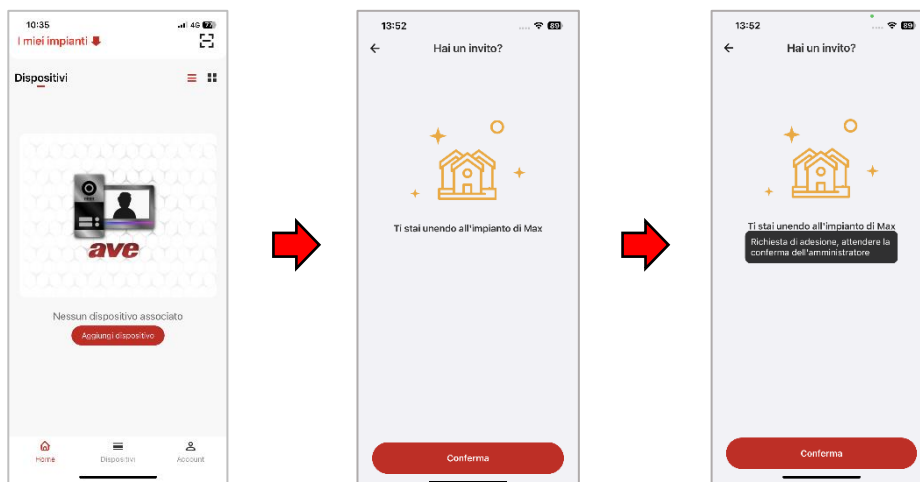 10:35
4G 77
I miei impianti
Dispositivi
ave
Nessun dispositivo associato
Aggiungi dispositivo
Home
Dispositivi
Account
13:52
89
Hai un invito?
Ti stai unendo all'impianto di Max
Conferma
13:52
89
Hai un invito?
Ti stai unendo all'impianto di Max
Richiesta di adesione, attendere la
conferma dell'amministratore
Conferma